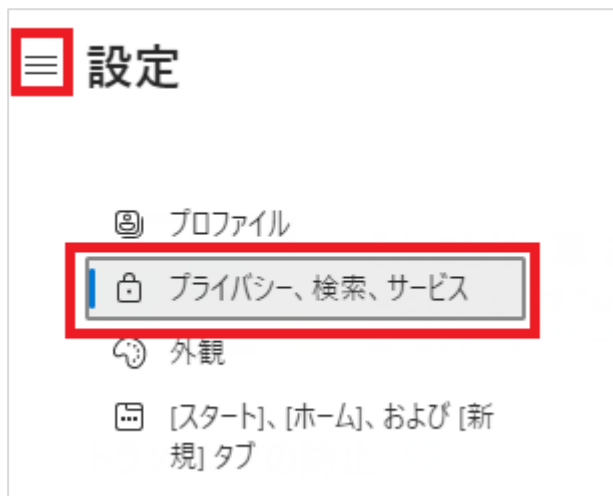 設定
プロファイル
プライバシー、検索、サービス
外観
[スタート]、[ホーム]、および [新
規] タブ